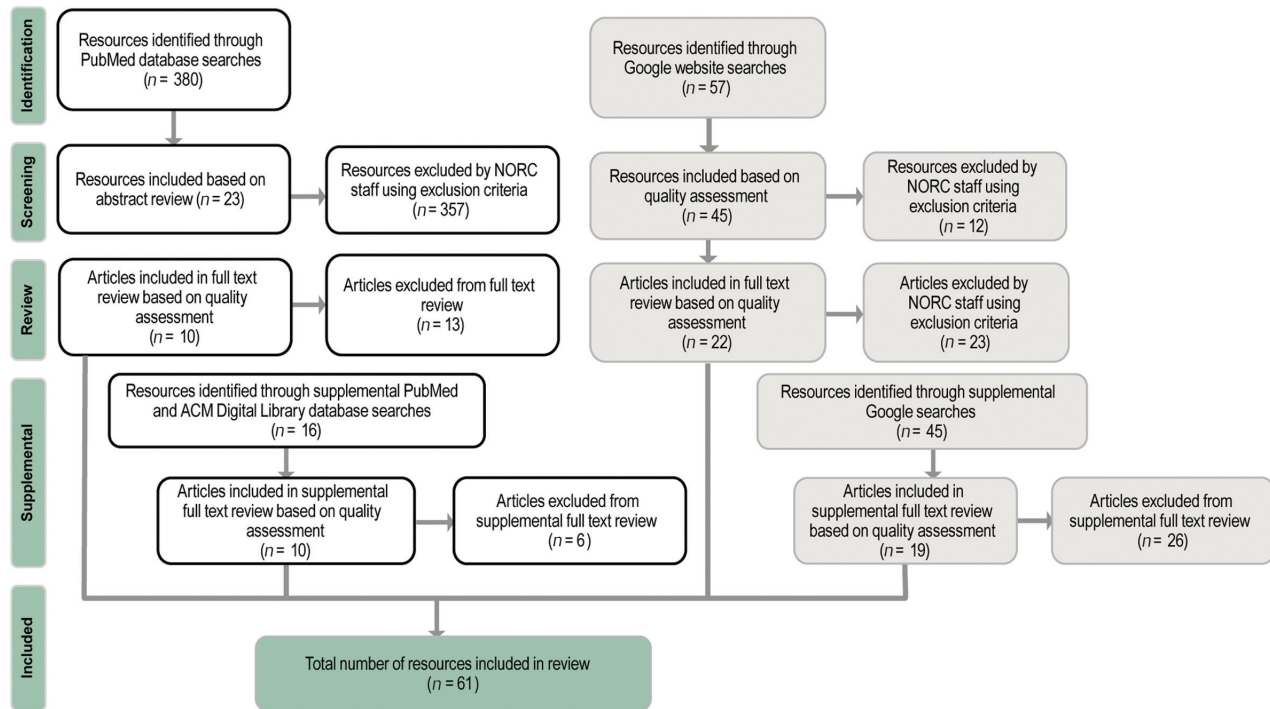 Identification
Resources identified through
PubMed database searches
(n = 380)
Resources identified through
Google website searches
(n = 57)
Screening
Resources included based on
abstract review (n = 23)
Resources excluded by NORC
staff using exclusion criteria
(n = 357)
Resources included based on
quality assessment
(n = 45)
Resources excluded by
NORC staff using
exclusion criteria
(n = 12)
Review
Articles included in full text
review based on quality
assessment
(n = 10)
Articles excluded from full text
review
(n = 13)
Articles included in full text
review based on quality
assessment
(n = 22)
Articles excluded by
NORC staff using
exclusion criteria
(n = 23)
Supplemental
Resources identified through supplemental PubMed
and ACM Digital Library database searches
(n = 16)
Resources identified through supplemental
Google searches
(n = 45)
Articles included in supplemental
full text review based on quality
assessment
(n = 10)
Articles excluded from
supplemental full text review
(n = 6)
Articles included in
supplemental full text review
based on quality assessment
(n = 19)
Articles excluded from
supplemental full text review
(n = 26)
Included
Total number of resources included in review
(n = 61)